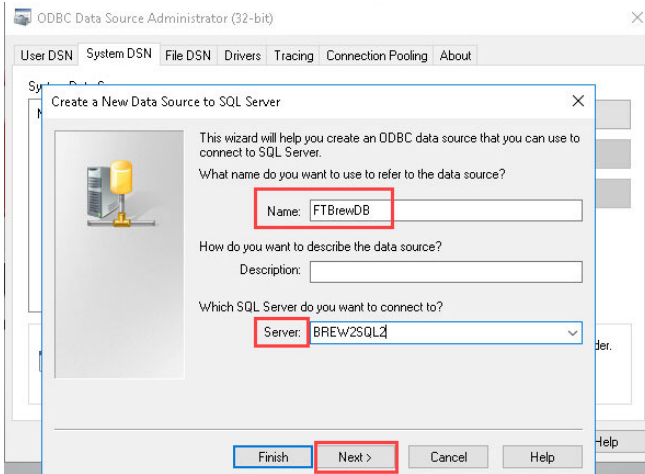 ODBC Data Source Administrator (32-bit)
User DSN System DSN File DSN Drivers Tracing Connection Pooling About
Create a New Data Source to SQL Server
This wizard will help you create an ODBC data source that you can use to
connect to SQL Server.
What name do you want to use to refer to the data source?
Name: FTBrewDB
How do you want to describe the data source?
Description:
Which SQL Server do you want to connect to?
Server: BREW2SQL2
der.
Finish Next > Cancel Help
Help